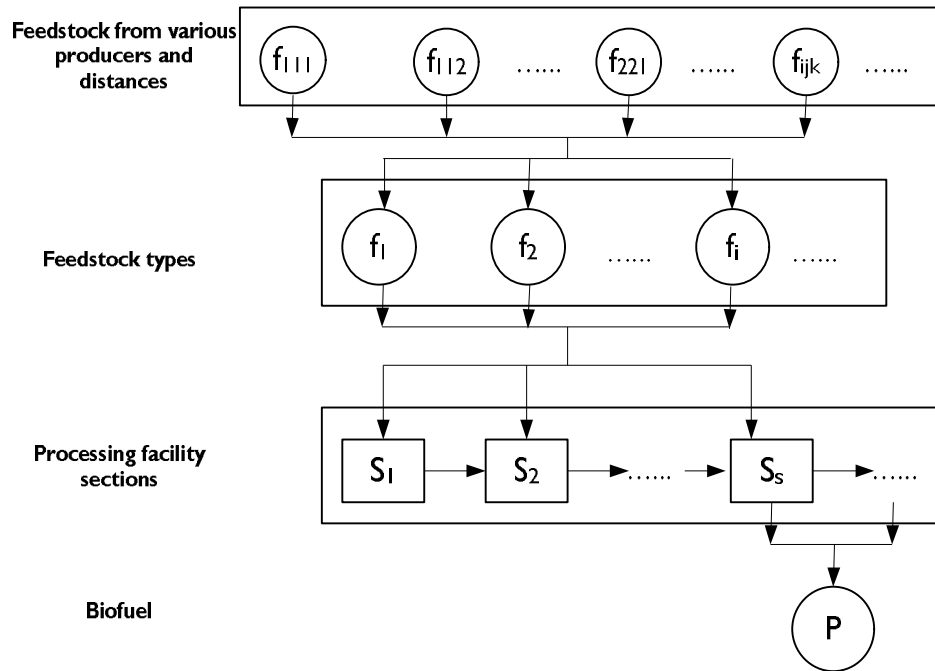 Feedstock from various
producers and
distances
f111 f112 ...... f221 ...... fijk ......
Feedstock types
f1 f2 ...... fi ......
Processing facility
sections
S1 S2 ...... Ss ......
Biofuel
P